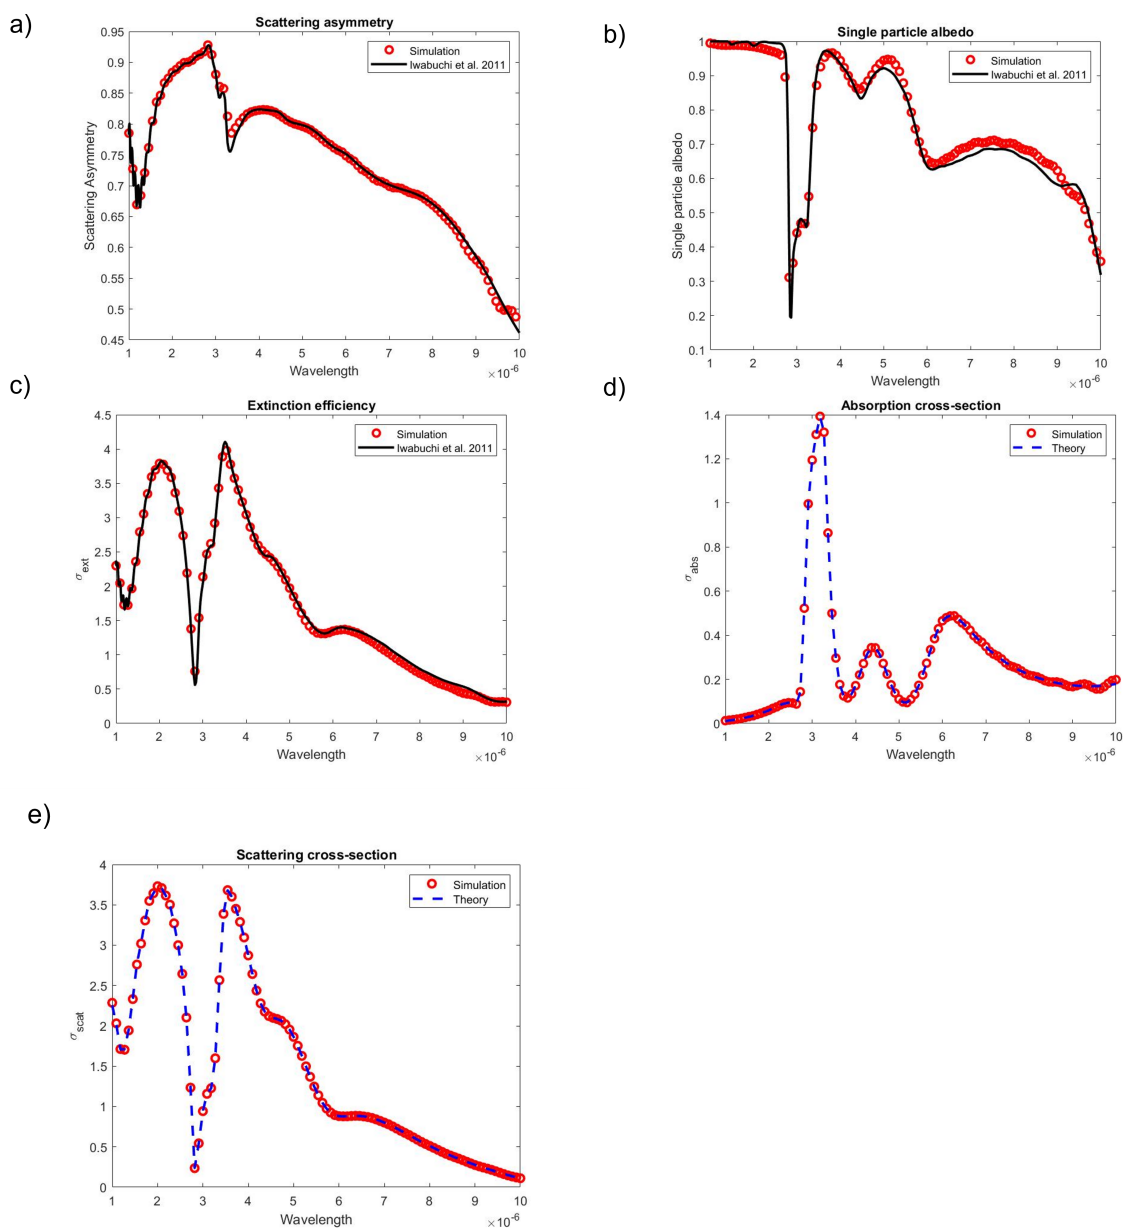 a)
Scattering asymmetry
0.95
0.9
0.85
0.8
0.75
0.7
0.65
0.6
0.55
0.5
0.45
Scattering Asymmetry
Simulation
Iwabuchi et al. 2011
1 2 3 4 5 6 7 8 9 10
Wavelength
×10-6
b)
Single particle albedo
1
0.9
0.8
0.7
0.6
0.5
0.4
0.3
0.2
0.1
Single particle albedo
Simulation
Iwabuchi et al. 2011
1 2 3 4 5 6 7 8 9 10
Wavelength
×10-6
c)
Extinction efficiency
4.5
4
3.5
3
2.5
2
1.5
1
0.5
0
σext
Simulation
Iwabuchi et al. 2011
1 2 3 4 5 6 7 8 9 10
Wavelength
×10-6
d)
Absorption cross-section
1.4
1.2
1
0.8
0.6
0.4
0.2
0
σabs
Simulation
Theory
1 2 3 4 5 6 7 8 9 10
Wavelength
×10-6
e)
Scattering cross-section
4
3.5
3
2.5
2
1.5
1
0.5
0
σscat
Simulation
Theory
1 2 3 4 5 6 7 8 9 10
Wavelength
×10-6